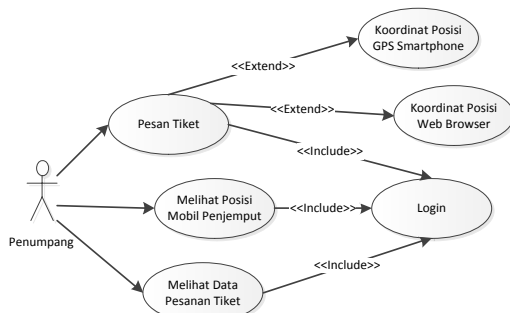 Koordinat Posisi
GPS Smartphone
<<Extend>>
<<Extend>>
Koordinat Posisi
Web Browser
Pesan Tiket
<<Include>>
Melihat Posisi
Mobil Penjemput
<<Include>>
Login
Penumpang
<<Include>>
Melihat Data
Pesanan Tiket